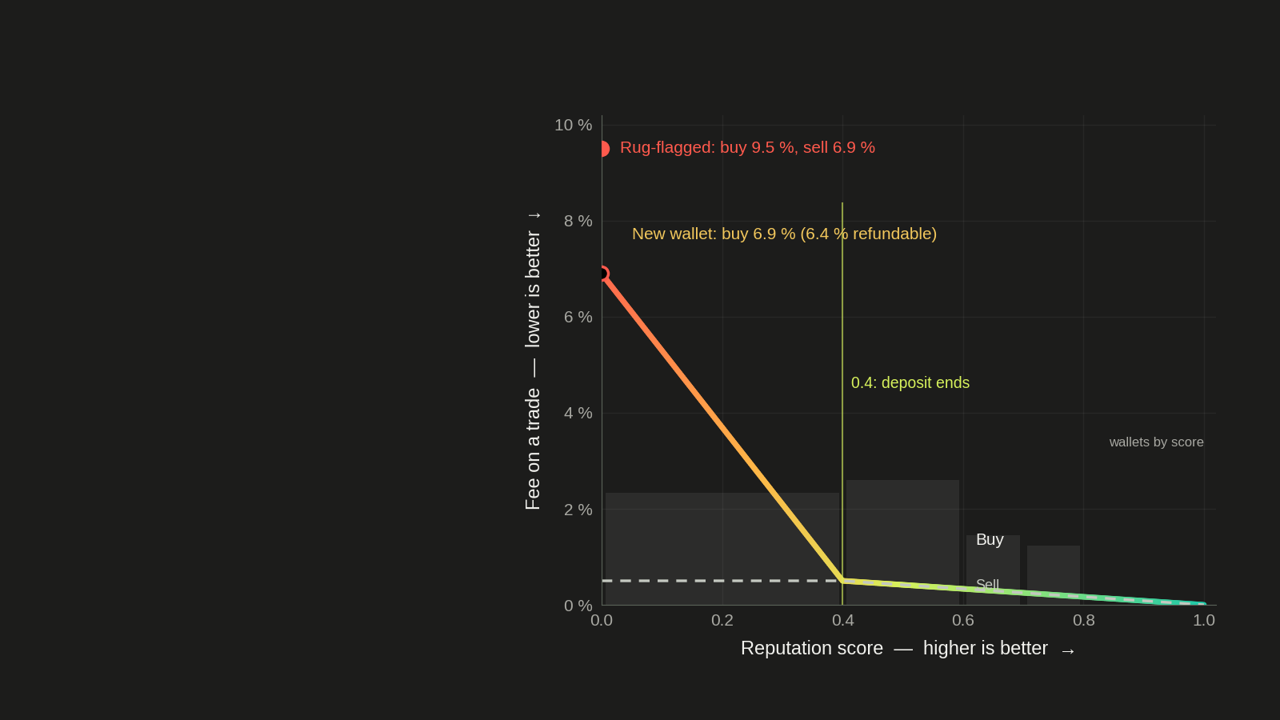 10 %
Rug-flagged: buy 9.5 %, sell 6.9 %
8 %
New wallet: buy 6.9 % (6.4 % refundable)
6 %
0.4: deposit ends
4 %
wallets by score
2 %
Buy
Sell
0 %
0.0 0.2 0.4 0.6 0.8 1.0
Reputation score — higher is better →
Fee on a trade — lower is better ↓